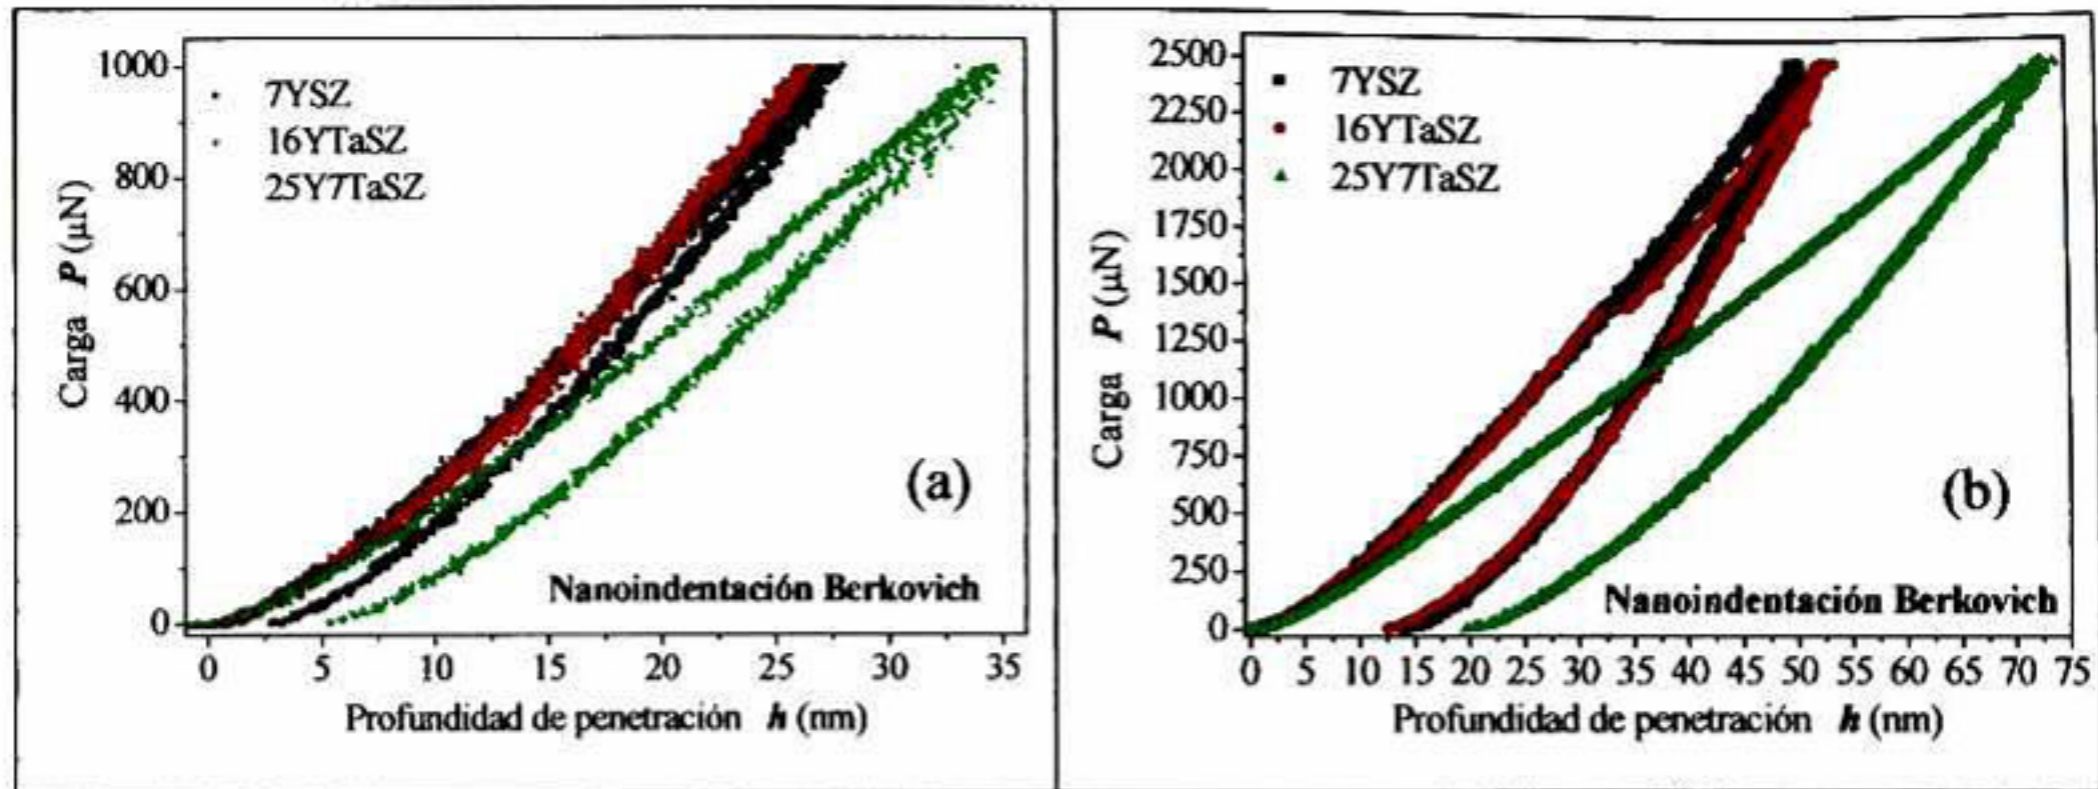 1000
800
600
400
200
0
Carga P (μN)
7YSZ
16YTaSZ
25Y7TaSZ
(a)
Nanoindentación Berkovich
0 5 10 15 20 25 30 35
Profundidad de penetración h (nm)
2500
2250
2000
1750
1500
1250
1000
750
500
250
0
Carga P (μN)
7YSZ
16YTaSZ
25Y7TaSZ
(b)
Nanoindentación Berkovich
0 5 10 15 20 25 30 35 40 45 50 55 60 65 70 75
Profundidad de penetración h (nm)